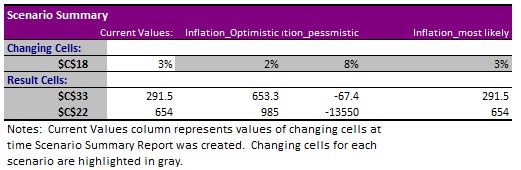 Scenario Summary
Current Values: Inflation_Optimistic ition_pessmistic Inflation_most likely
Changing Cells:
$C$18 3% 2% 8% 3%
Result Cells:
$C$33 291.5 653.3 -67.4 291.5
$C$22 654 985 -13550 654
Notes: Current Values column represents values of changing cells at
time Scenario Summary Report was created. Changing cells for each
scenario are highlighted in gray.